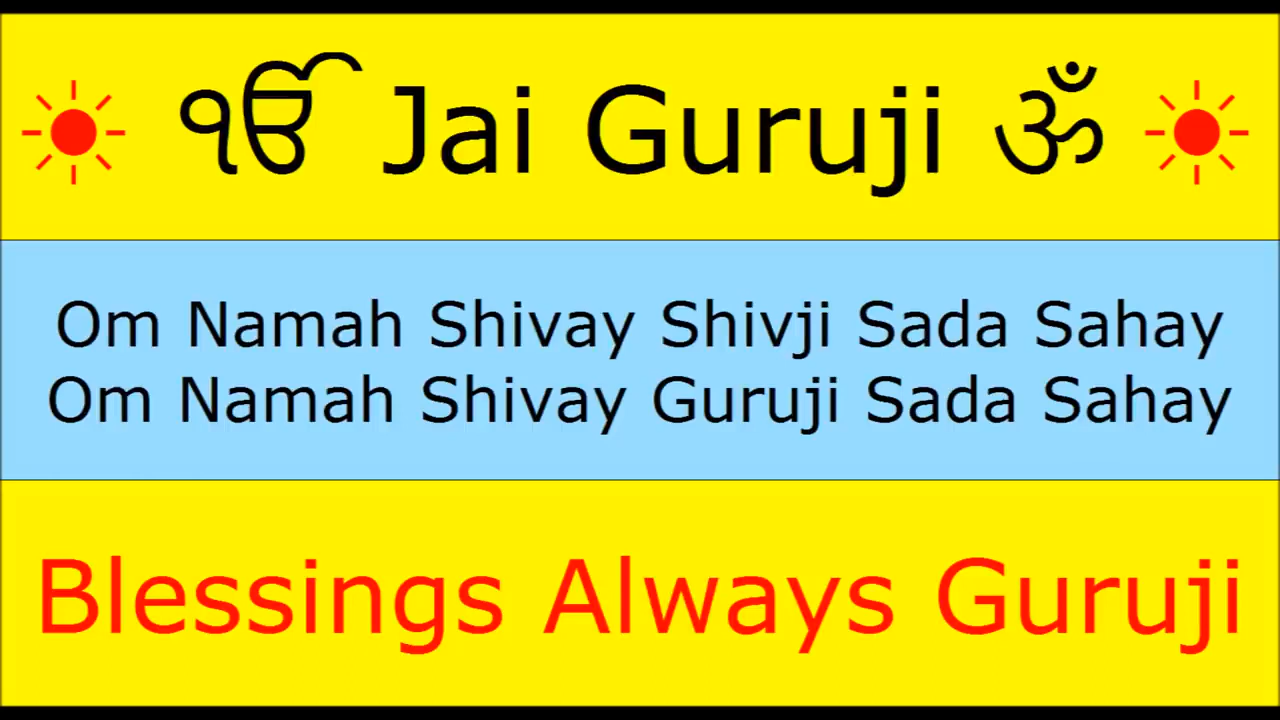 ☀ ੴ Jai Guruji ॐ ☀
Om Namah Shivay Shivji Sada Sahay
Om Namah Shivay Guruji Sada Sahay
Blessings Always Guruji